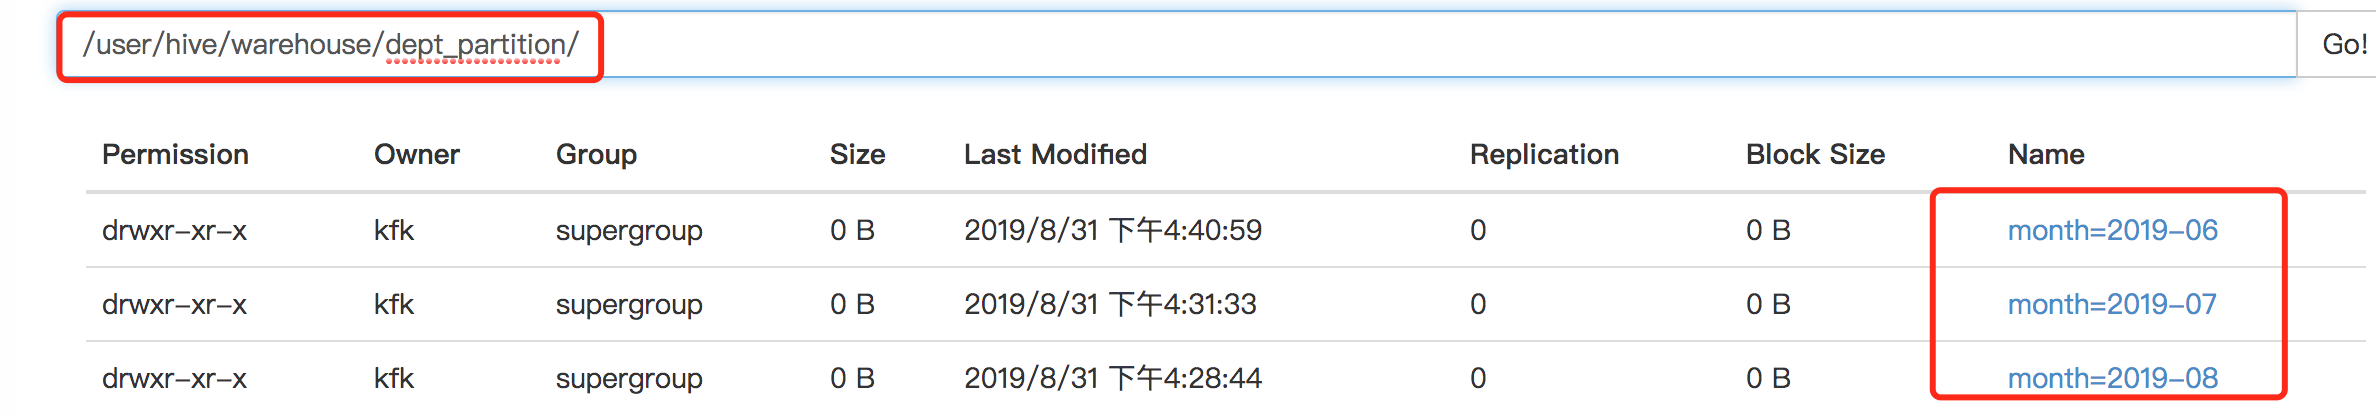 /user/hive/warehouse/dept_partition/ Go!
Permission Owner Group Size Last Modified Replication Block Size Name
drwxr-xr-x kfk supergroup 0 B 2019/8/31 下午4:40:59 0 0 B month=2019-06
drwxr-xr-x kfk supergroup 0 B 2019/8/31 下午4:31:33 0 0 B month=2019-07
drwxr-xr-x kfk supergroup 0 B 2019/8/31 下午4:28:44 0 0 B month=2019-08